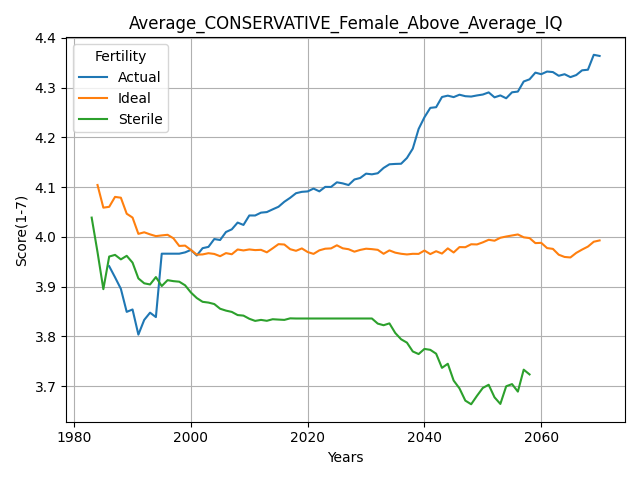 Average_CONSERVATIVE_Female_Above_Average_IQ
Fertility
Actual
Ideal
Sterile
Score(1-7)
4.4
4.3
4.2
4.1
4.0
3.9
3.8
3.7
1980 2000 2020 2040 2060
Years